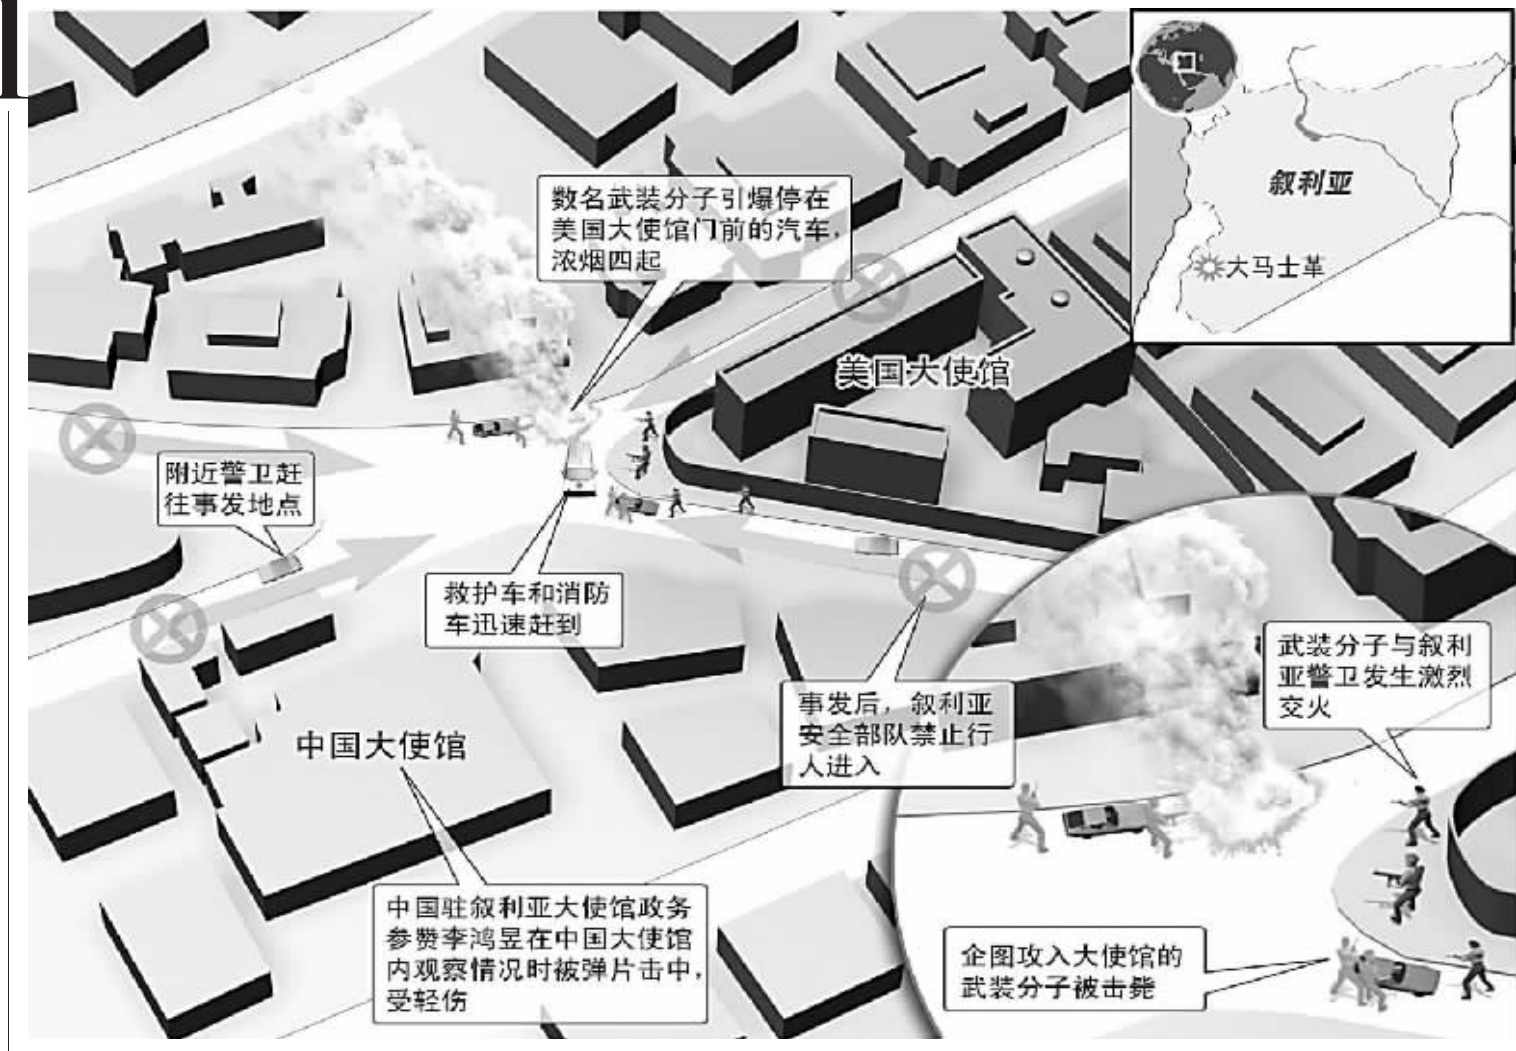 数名武装分子引爆停在
美国大使馆门前的汽车,
浓烟四起
叙利亚
大马士革
美国大使馆
附近警卫赶
往事发地点
救护车和消防
车迅速赶到
武装分子与叙利
亚警卫发生激烈
交火
事发后，叙利亚
安全部队禁止行
人进入
中国大使馆
中国驻叙利亚大使馆政务
参赞李鸿昱在中国大使馆
内观察情况时被弹片击中,
受轻伤
企图攻入大使馆的
武装分子被击毙